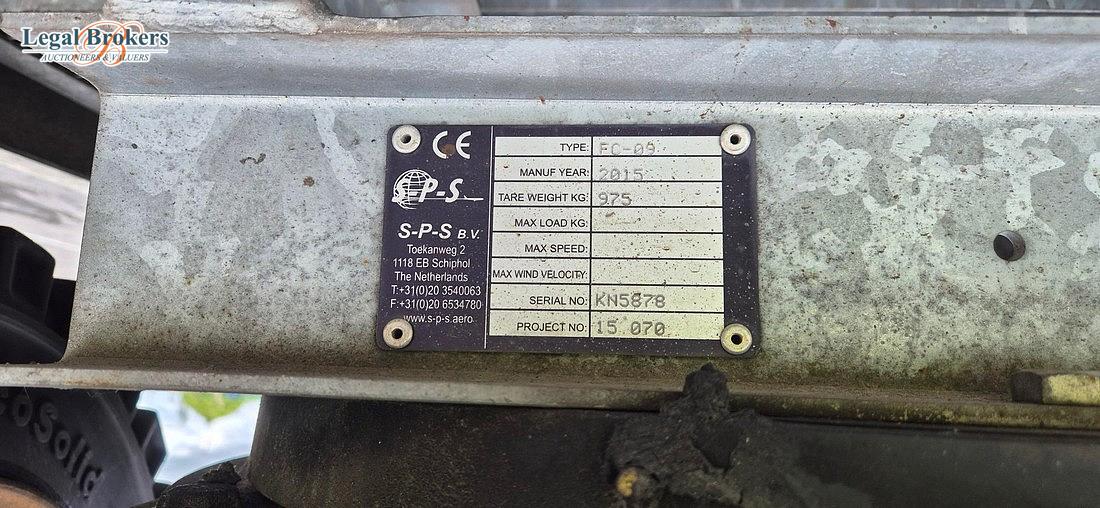 Legal Brokers
AUCTIONEERS & VALUERS
CE
S-P-S
S-P-S B.V.
Toekanweg 2
1118 EB Schiphol
The Netherlands
T:+31(0)20 3540063
F:+31(0)20 6534780
www.s-p-s.aero
TYPE: FC-09
MANUF YEAR: 2015
TARE WEIGHT KG: 975
MAX LOAD KG:
MAX SPEED:
MAX WIND VELOCITY:
SERIAL NO: KN5878
PROJECT NO: 15 070